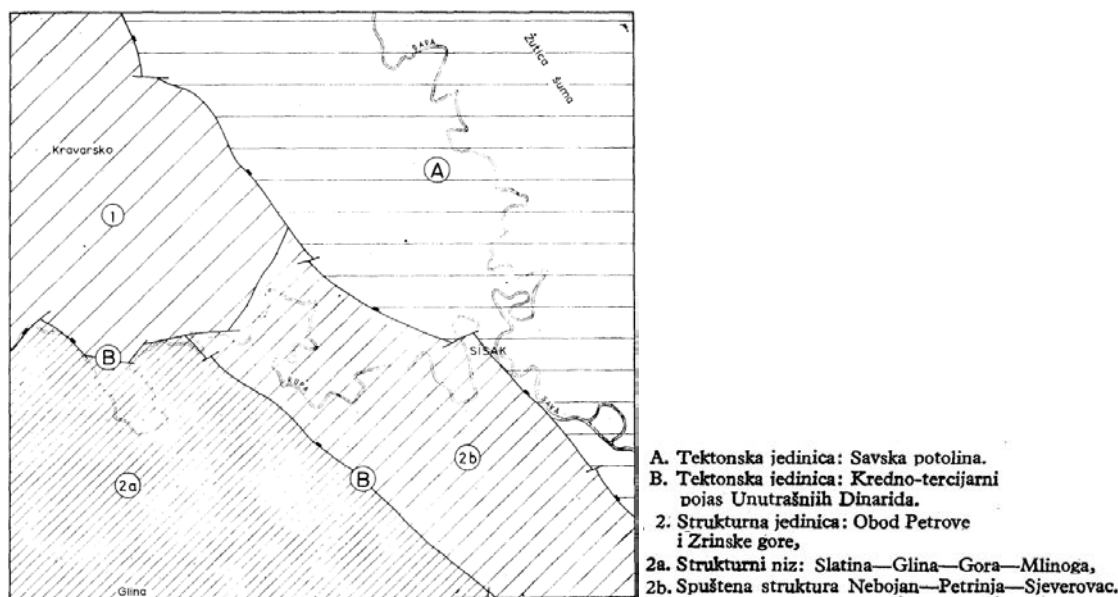 SAVA
Žutica
Šuma
Kravarsko
A
1
B
SISAK
KUPA
SAVA
2b
B
2a
Glina
A. Tektonska jedinica: Savska potolina.
B. Tektonska jedinica: Kredno-tercijarni
pojas Unutrašnjih Dinarida.
2. Strukturna jedinica: Obod Petrove
i Zrinske gore,
2a. Strukturni niz: Slatina—Glina—Gora—Mlinoga,
2b. Spuštena struktura Nebojan—Petrinja—Sjeverovac.